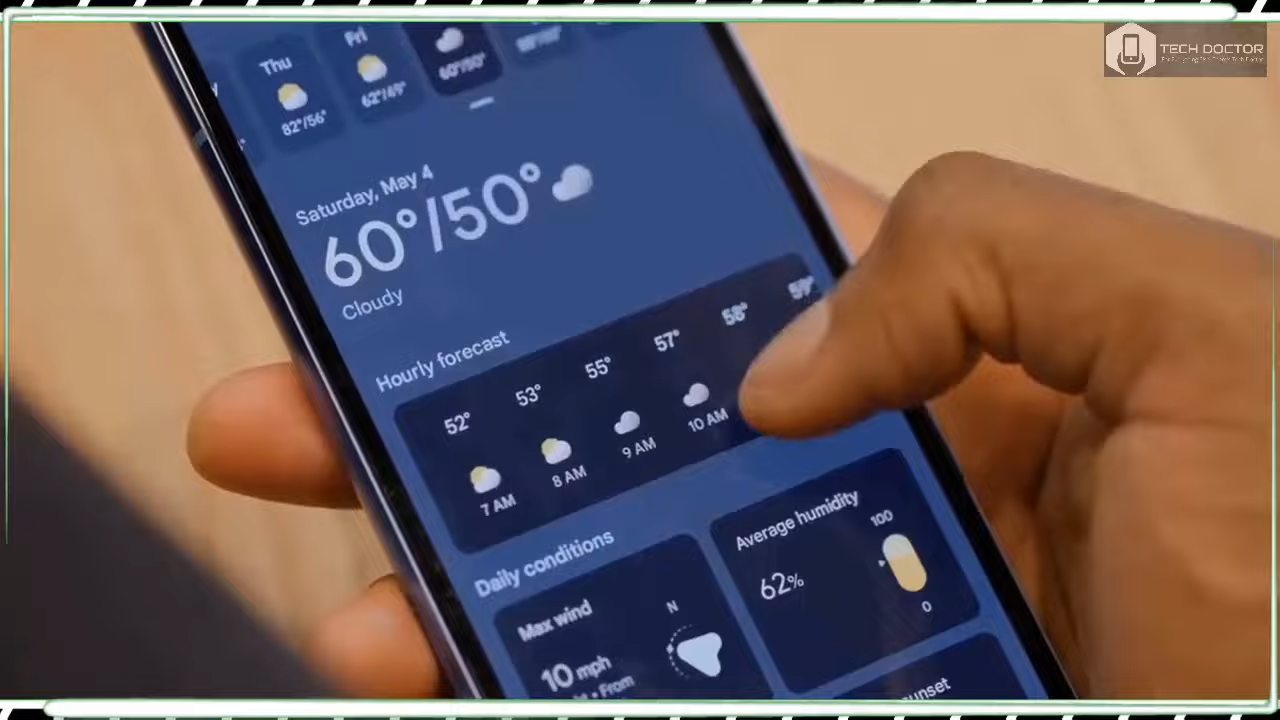 TECH DOCTOR
Thu
82°/56°
Fri
62°/49°
60°/50°
Saturday, May 4
60°/50°
Cloudy
Hourly forecast
52°
53°
55°
57°
58°
59°
7 AM
8 AM
9 AM
10 AM
Daily conditions
Max wind
N
10 mph
• From
Average humidity
62%
100
0